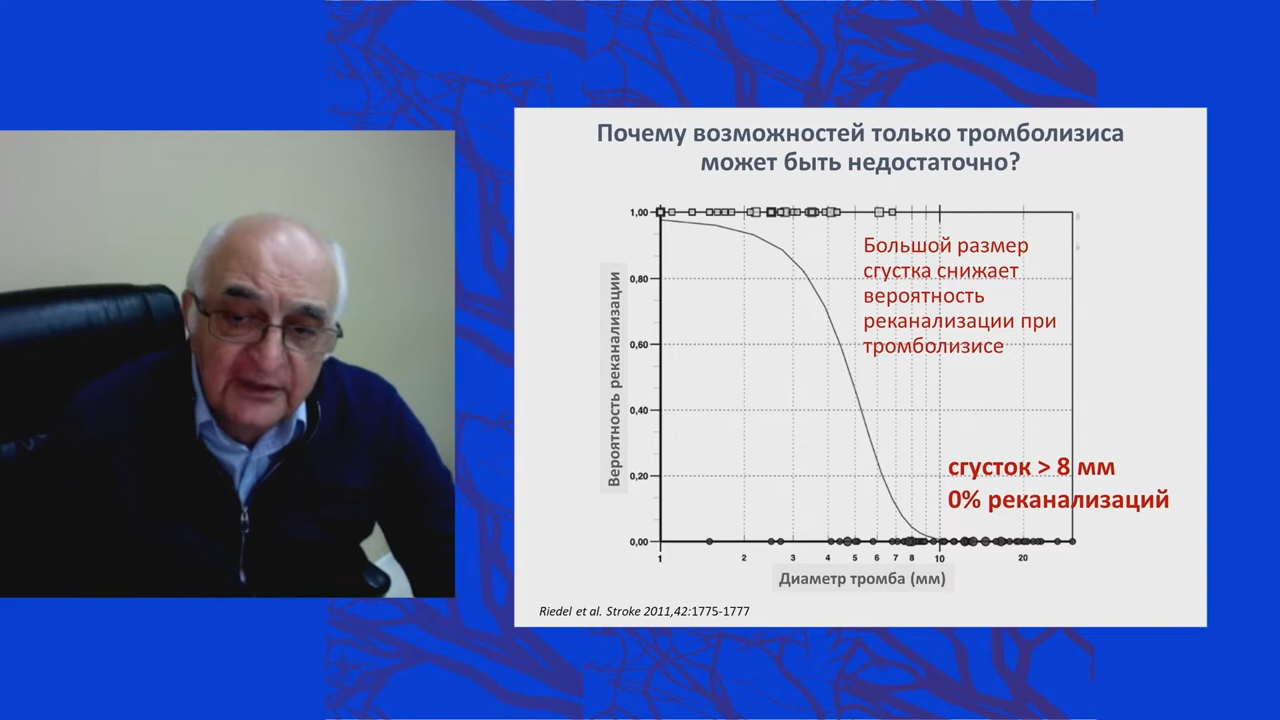 Почему возможностей только тромболизиса
может быть недостаточно?
1,00
0,80
0,60
0,40
0,20
0,00
Вероятность реканализации
Большой размер
сгустка снижает
вероятность
реканализации при
тромболизисе
сгусток > 8 мм
0% реканализаций
1 2 3 4 5 6 7 8 10 20
Диаметр тромба (мм)
Riedel et al. Stroke 2011,42:1775-1777